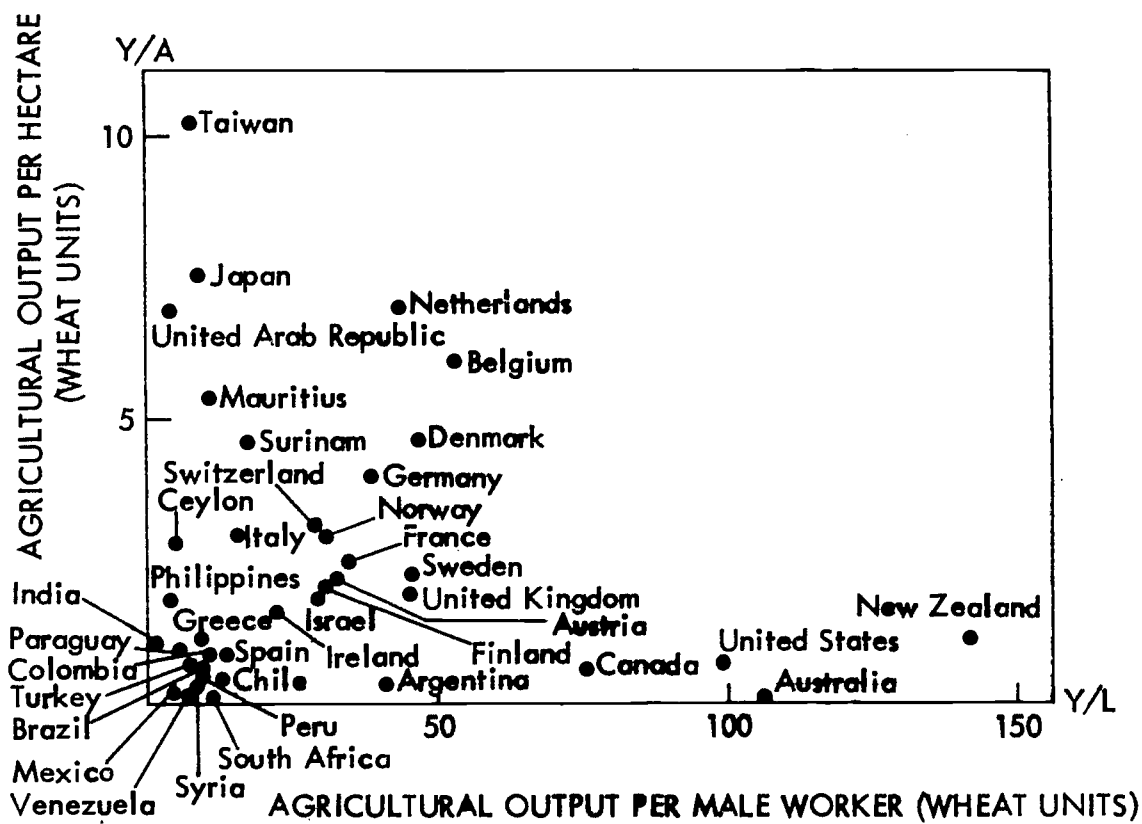 AGRICULTURAL OUTPUT PER HECTARE
(WHEAT UNITS)
Y/A
10
Taiwan
Japan
Netherlands
United Arab Republic
Belgium
Mauritius
5
Surinam
Denmark
Switzerland
Germany
Ceylon
Norway
Italy
France
Philippines
Sweden
India
United Kingdom
New Zealand
Greece
Israel
Austria
Paraguay
United States
Spain
Ireland
Finland
Colombia
Canada
Chile
Argentina
Australia
Turkey
Y/L
Brazil
Peru
50
100
150
South Africa
Mexico
Syria
Venezuela
AGRICULTURAL OUTPUT PER MALE WORKER (WHEAT UNITS)